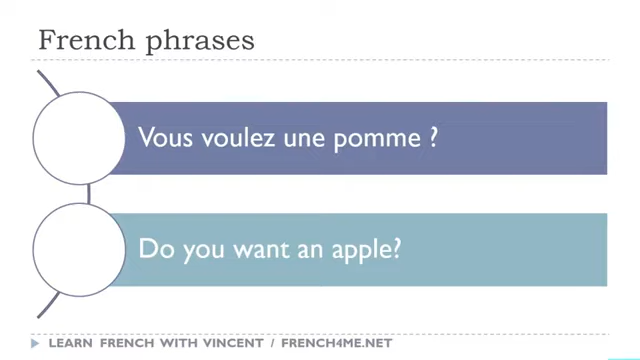 French phrases
Vous voulez une pomme ?
Do you want an apple?
LEARN FRENCH WITH VINCENT / FRENCH4ME.NET